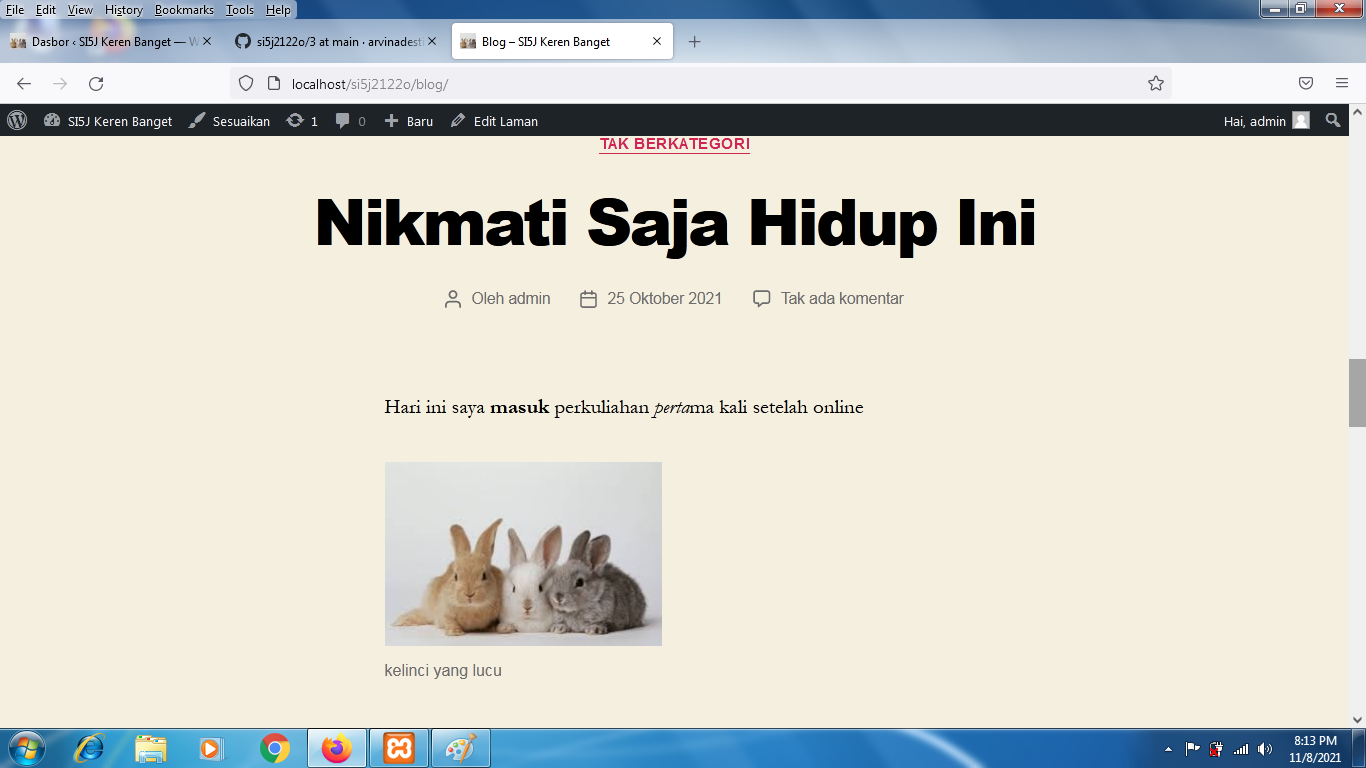 File Edit View History Bookmarks Tools Help
Dasbor ‹ SI5J Keren Banget — W
si5j2122o/3 at main · arvinadest
Blog – SI5J Keren Banget
localhost/si5j2122o/blog/
SI5J Keren Banget Sesuaikan 1 0 Baru Edit Laman Hai, admin
TAK BERKATEGORI
Nikmati Saja Hidup Ini
Oleh admin 25 Oktober 2021 Tak ada komentar
Hari ini saya masuk perkuliahan pertama kali setelah online
kelinci yang lucu
8:13 PM
11/8/2021